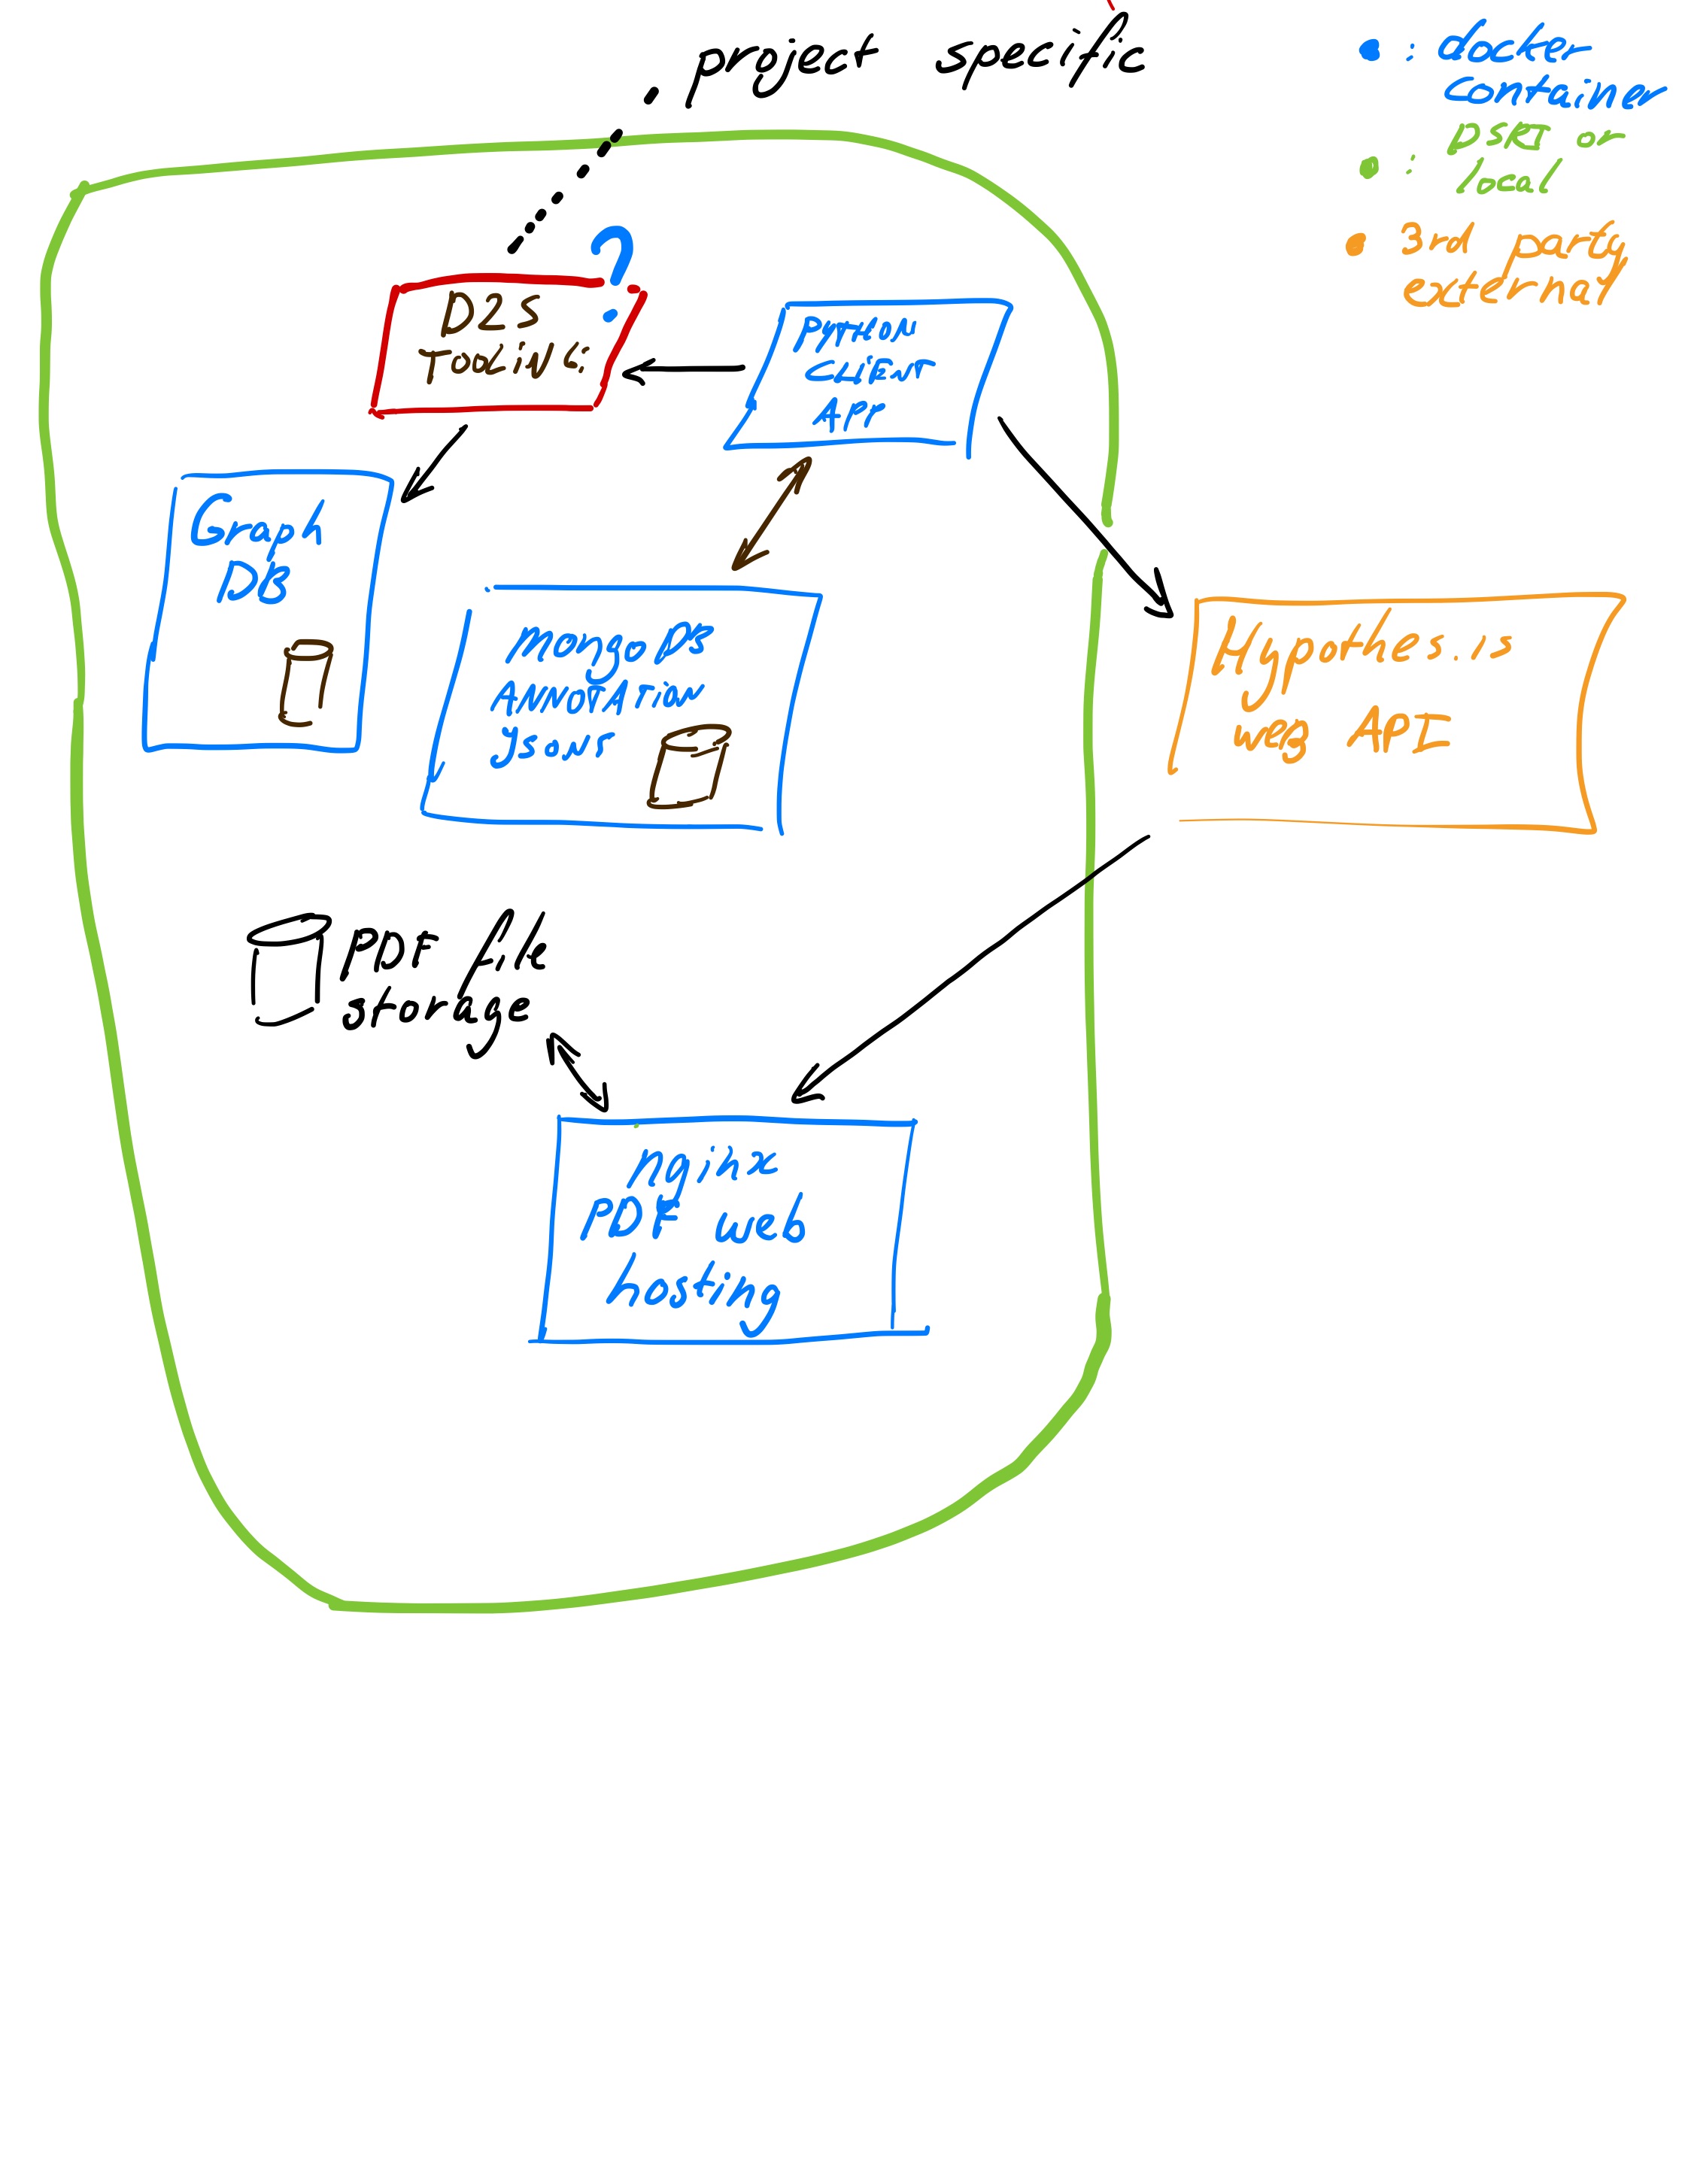 project specific
: docker
container
: DSRI or
local
3rd party
external
?
D2S
TOOLING
PYTHON
CLIENT
APP
Graph
DB
MongoDB
ANNOTATION
JSONS
Hypothes.is
WEB API
PDF file
storage
nginx
PDF web
hosting